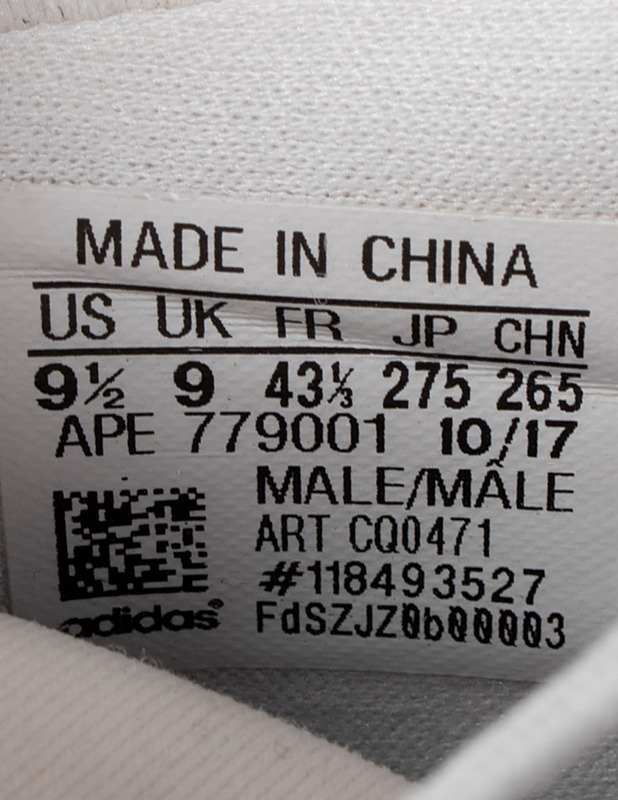 MADE IN CHINA
US UK FR JP CHN
9½ 9 43⅓ 275 265
APE 779001 10/17
MALE/MÂLE
ART CQ0471
#118493527
adidas®
FdSZJZ0b00003